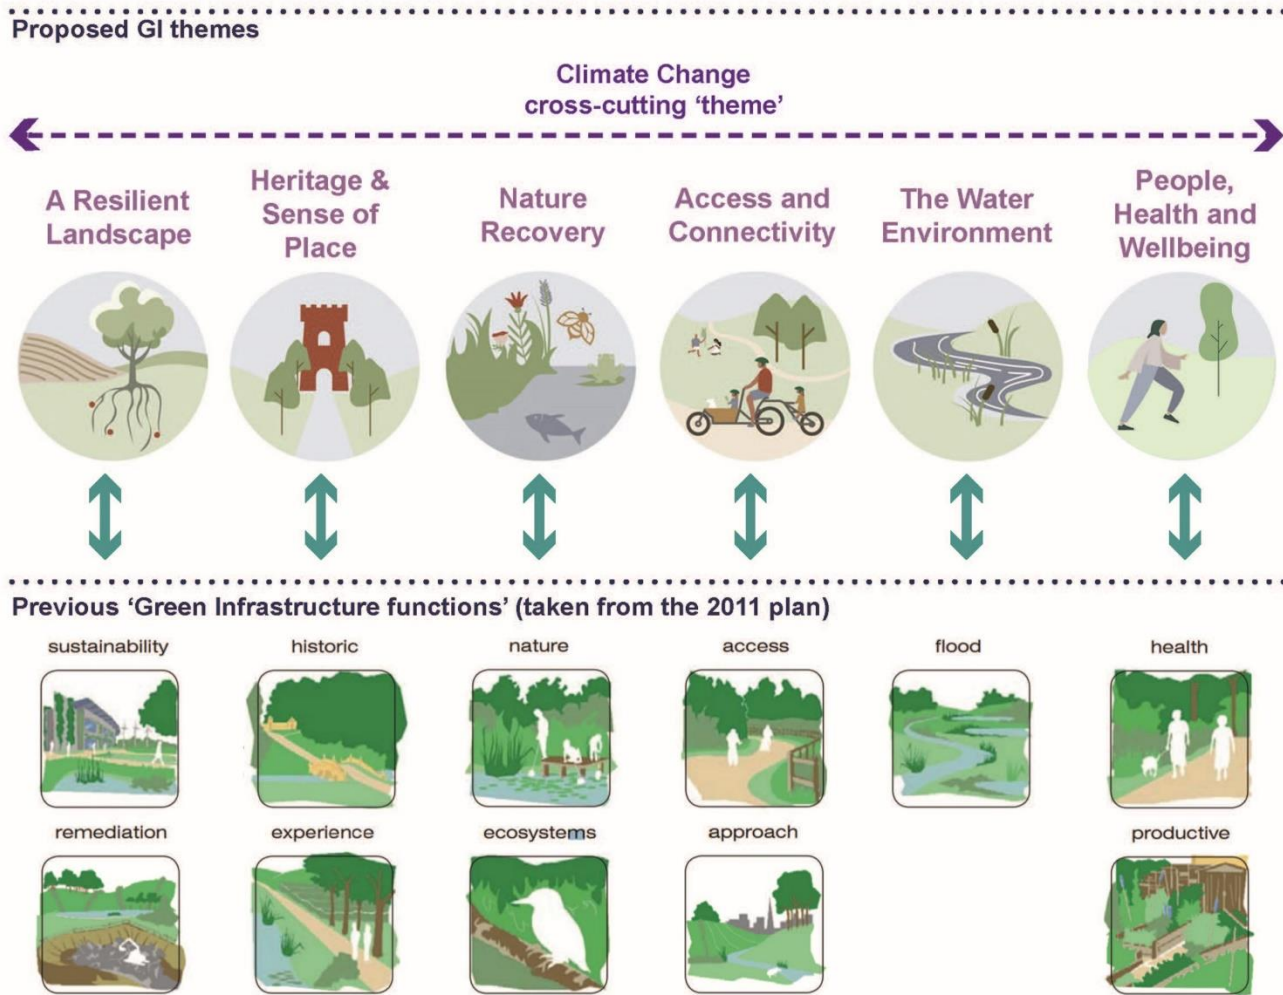 Proposed GI themes
Climate Change
cross-cutting ‘theme’
A Resilient
Landscape
Heritage &
Sense of
Place
Nature
Recovery
Access and
Connectivity
The Water
Environment
People,
Health and
Wellbeing
Previous ‘Green Infrastructure functions’ (taken from the 2011 plan)
sustainability
historic
nature
access
flood
health
remediation
experience
ecosystems
approach
productive